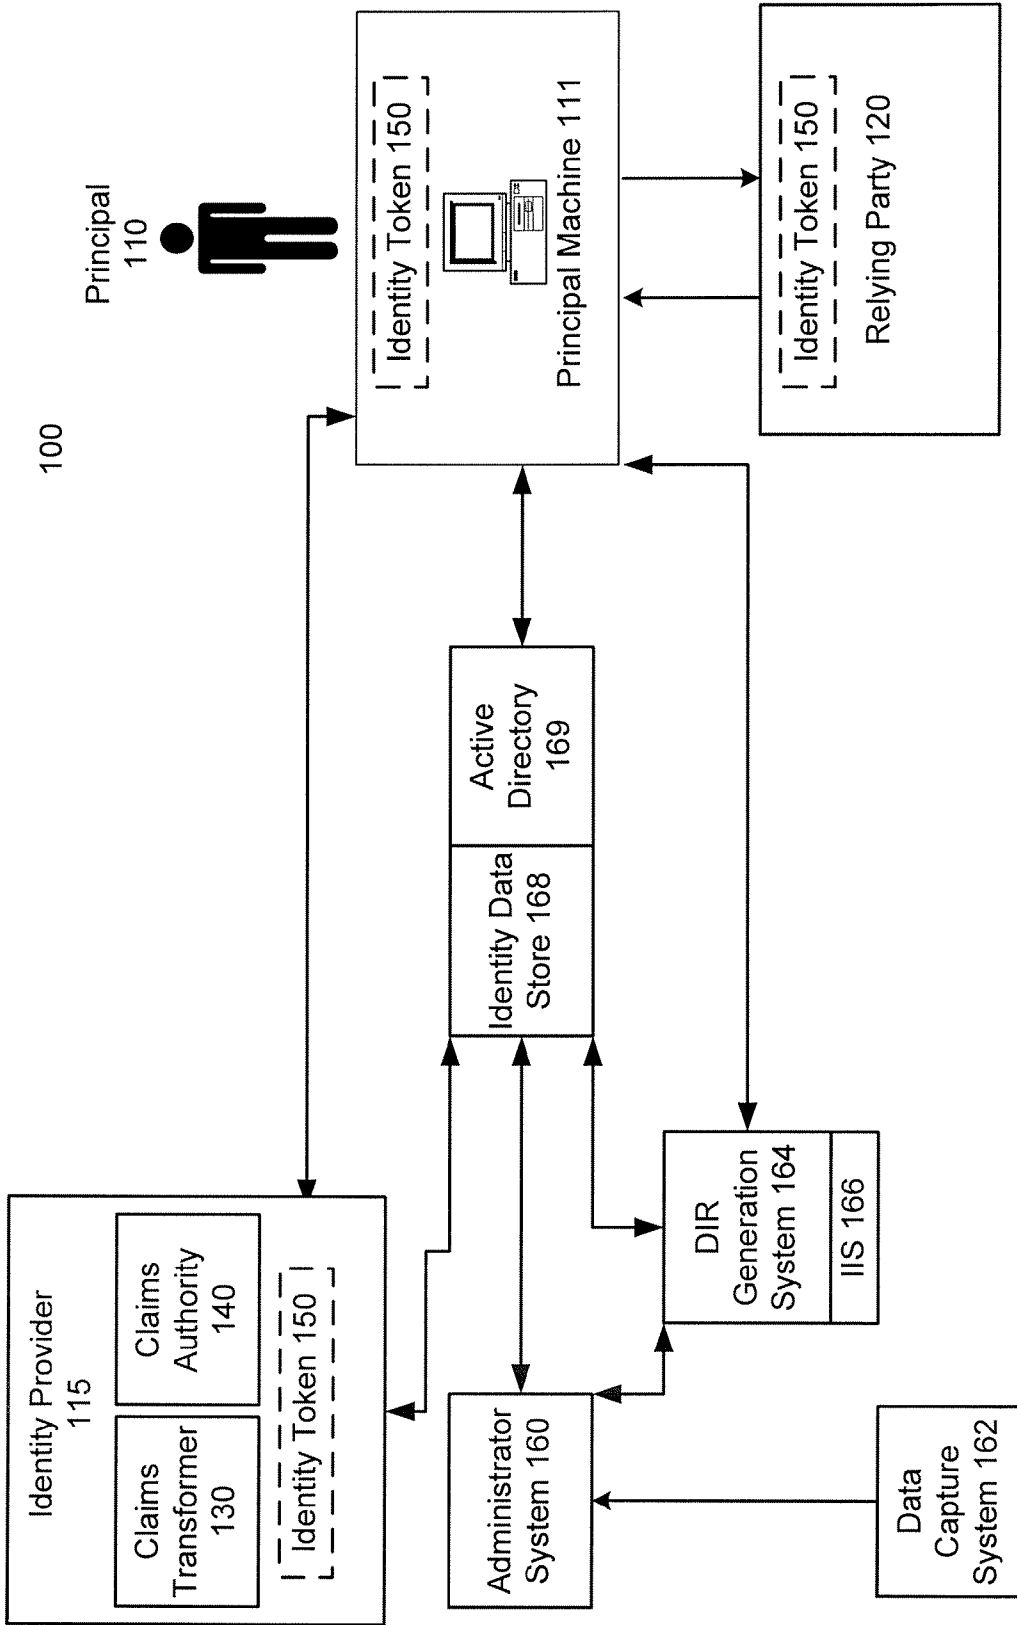 100
Principal
110
Identity Provider
115
Claims
Transformer
130
Claims
Authority
140
Identity Token 150
Identity Token 150
Principal Machine 111
Administrator
System 160
Identity Data
Store 168
Active
Directory
169
Identity Token 150
Relying Party 120
DIR
Generation
System 164
IIS 166
Data
Capture
System 162